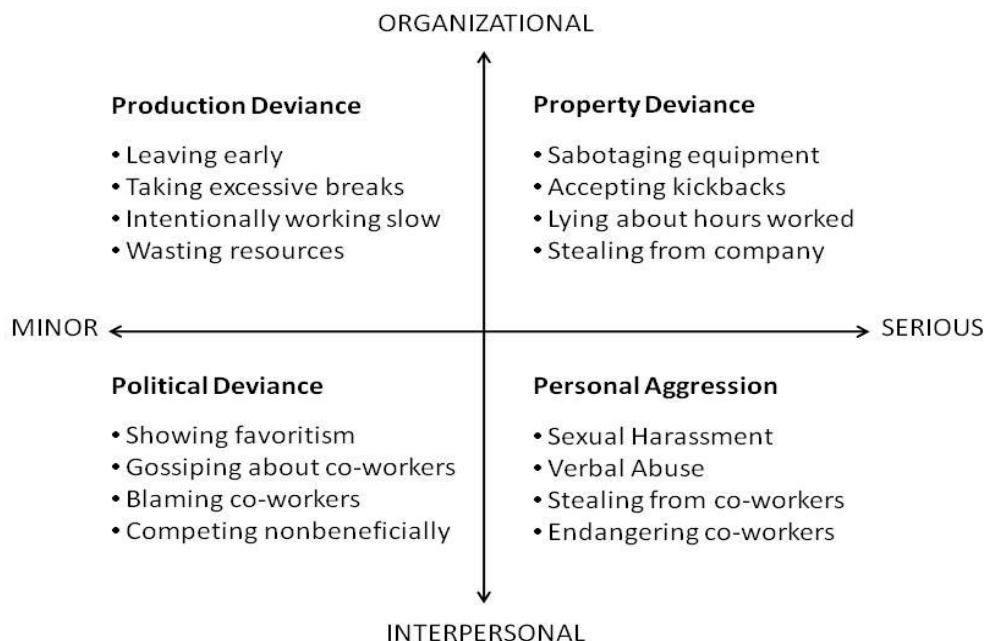 ORGANIZATIONAL
Production Deviance
• Leaving early
• Taking excessive breaks
• Intentionally working slow
• Wasting resources
Property Deviance
• Sabotaging equipment
• Accepting kickbacks
• Lying about hours worked
• Stealing from company
MINOR
SERIOUS
Political Deviance
• Showing favoritism
• Gossiping about co-workers
• Blaming co-workers
• Competing nonbeneficially
Personal Aggression
• Sexual Harassment
• Verbal Abuse
• Stealing from co-workers
• Endangering co-workers
INTERPERSONAL